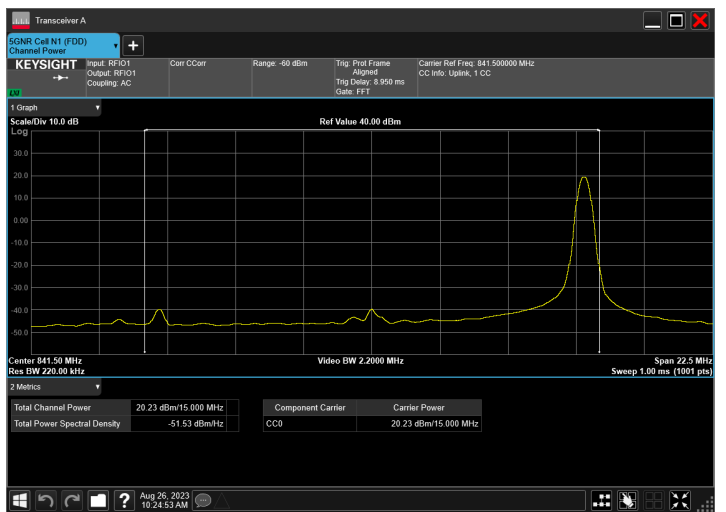 Transceiver A
5GNR Cell N1 (FDD)
Channel Power
KEYSIGHT
Input: RFIO1
Output: RFIO1
Coupling: AC
Corr CCorr
Range: -60 dBm
Trig: Prot Frame
Aligned
Trig Delay: 8.950 ms
Gate: FFT
Carrier Ref Freq: 841.500000 MHz
CC Info: Uplink, 1 CC
LXI
1 Graph
Scale/Div 10.0 dB
Ref Value 40.00 dBm
Log
30.0
20.0
10.0
0.00
-10.0
-20.0
-30.0
-40.0
-50.0
Center 841.50 MHz
Video BW 2.2000 MHz
Span 22.5 MHz
Res BW 220.00 kHz
Sweep 1.00 ms (1001 pts)
2 Metrics
Total Channel Power 20.23 dBm/15.000 MHz
Total Power Spectral Density -51.53 dBm/Hz
Component Carrier Carrier Power
CC0 20.23 dBm/15.000 MHz
Aug 26, 2023
10:24:53 AM